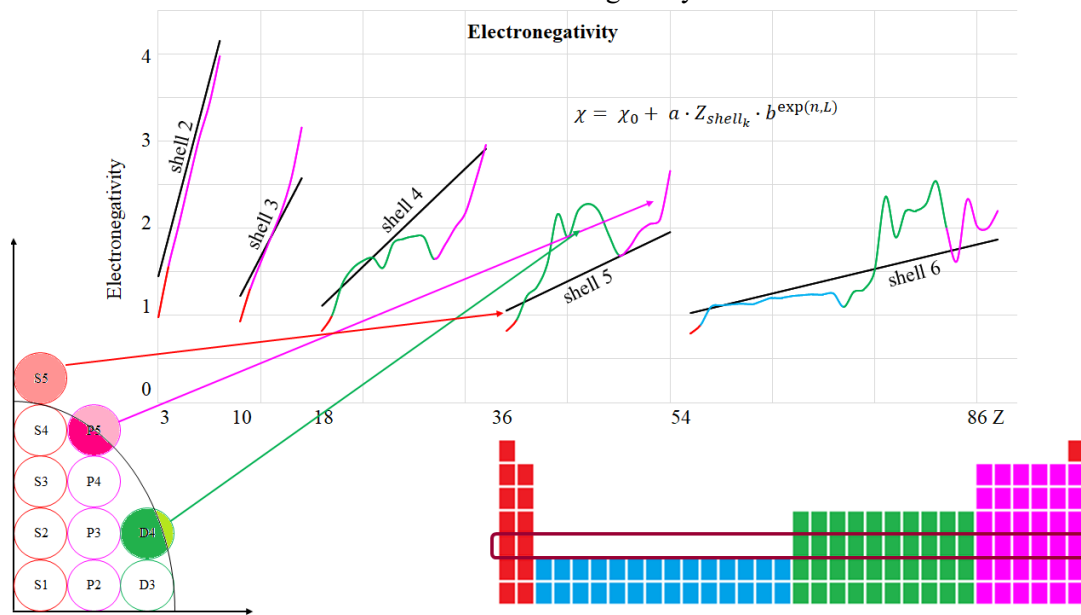 Electronegativity
χ = χ0 + a · Zshellk · b^exp(n,L)
Electronegativity
4
3
2
1
0
shell 2
shell 3
shell 4
shell 5
shell 6
3
10
18
36
54
86 Z
S5
S4
P5
S3
P4
S2
P3
D4
S1
P2
D3